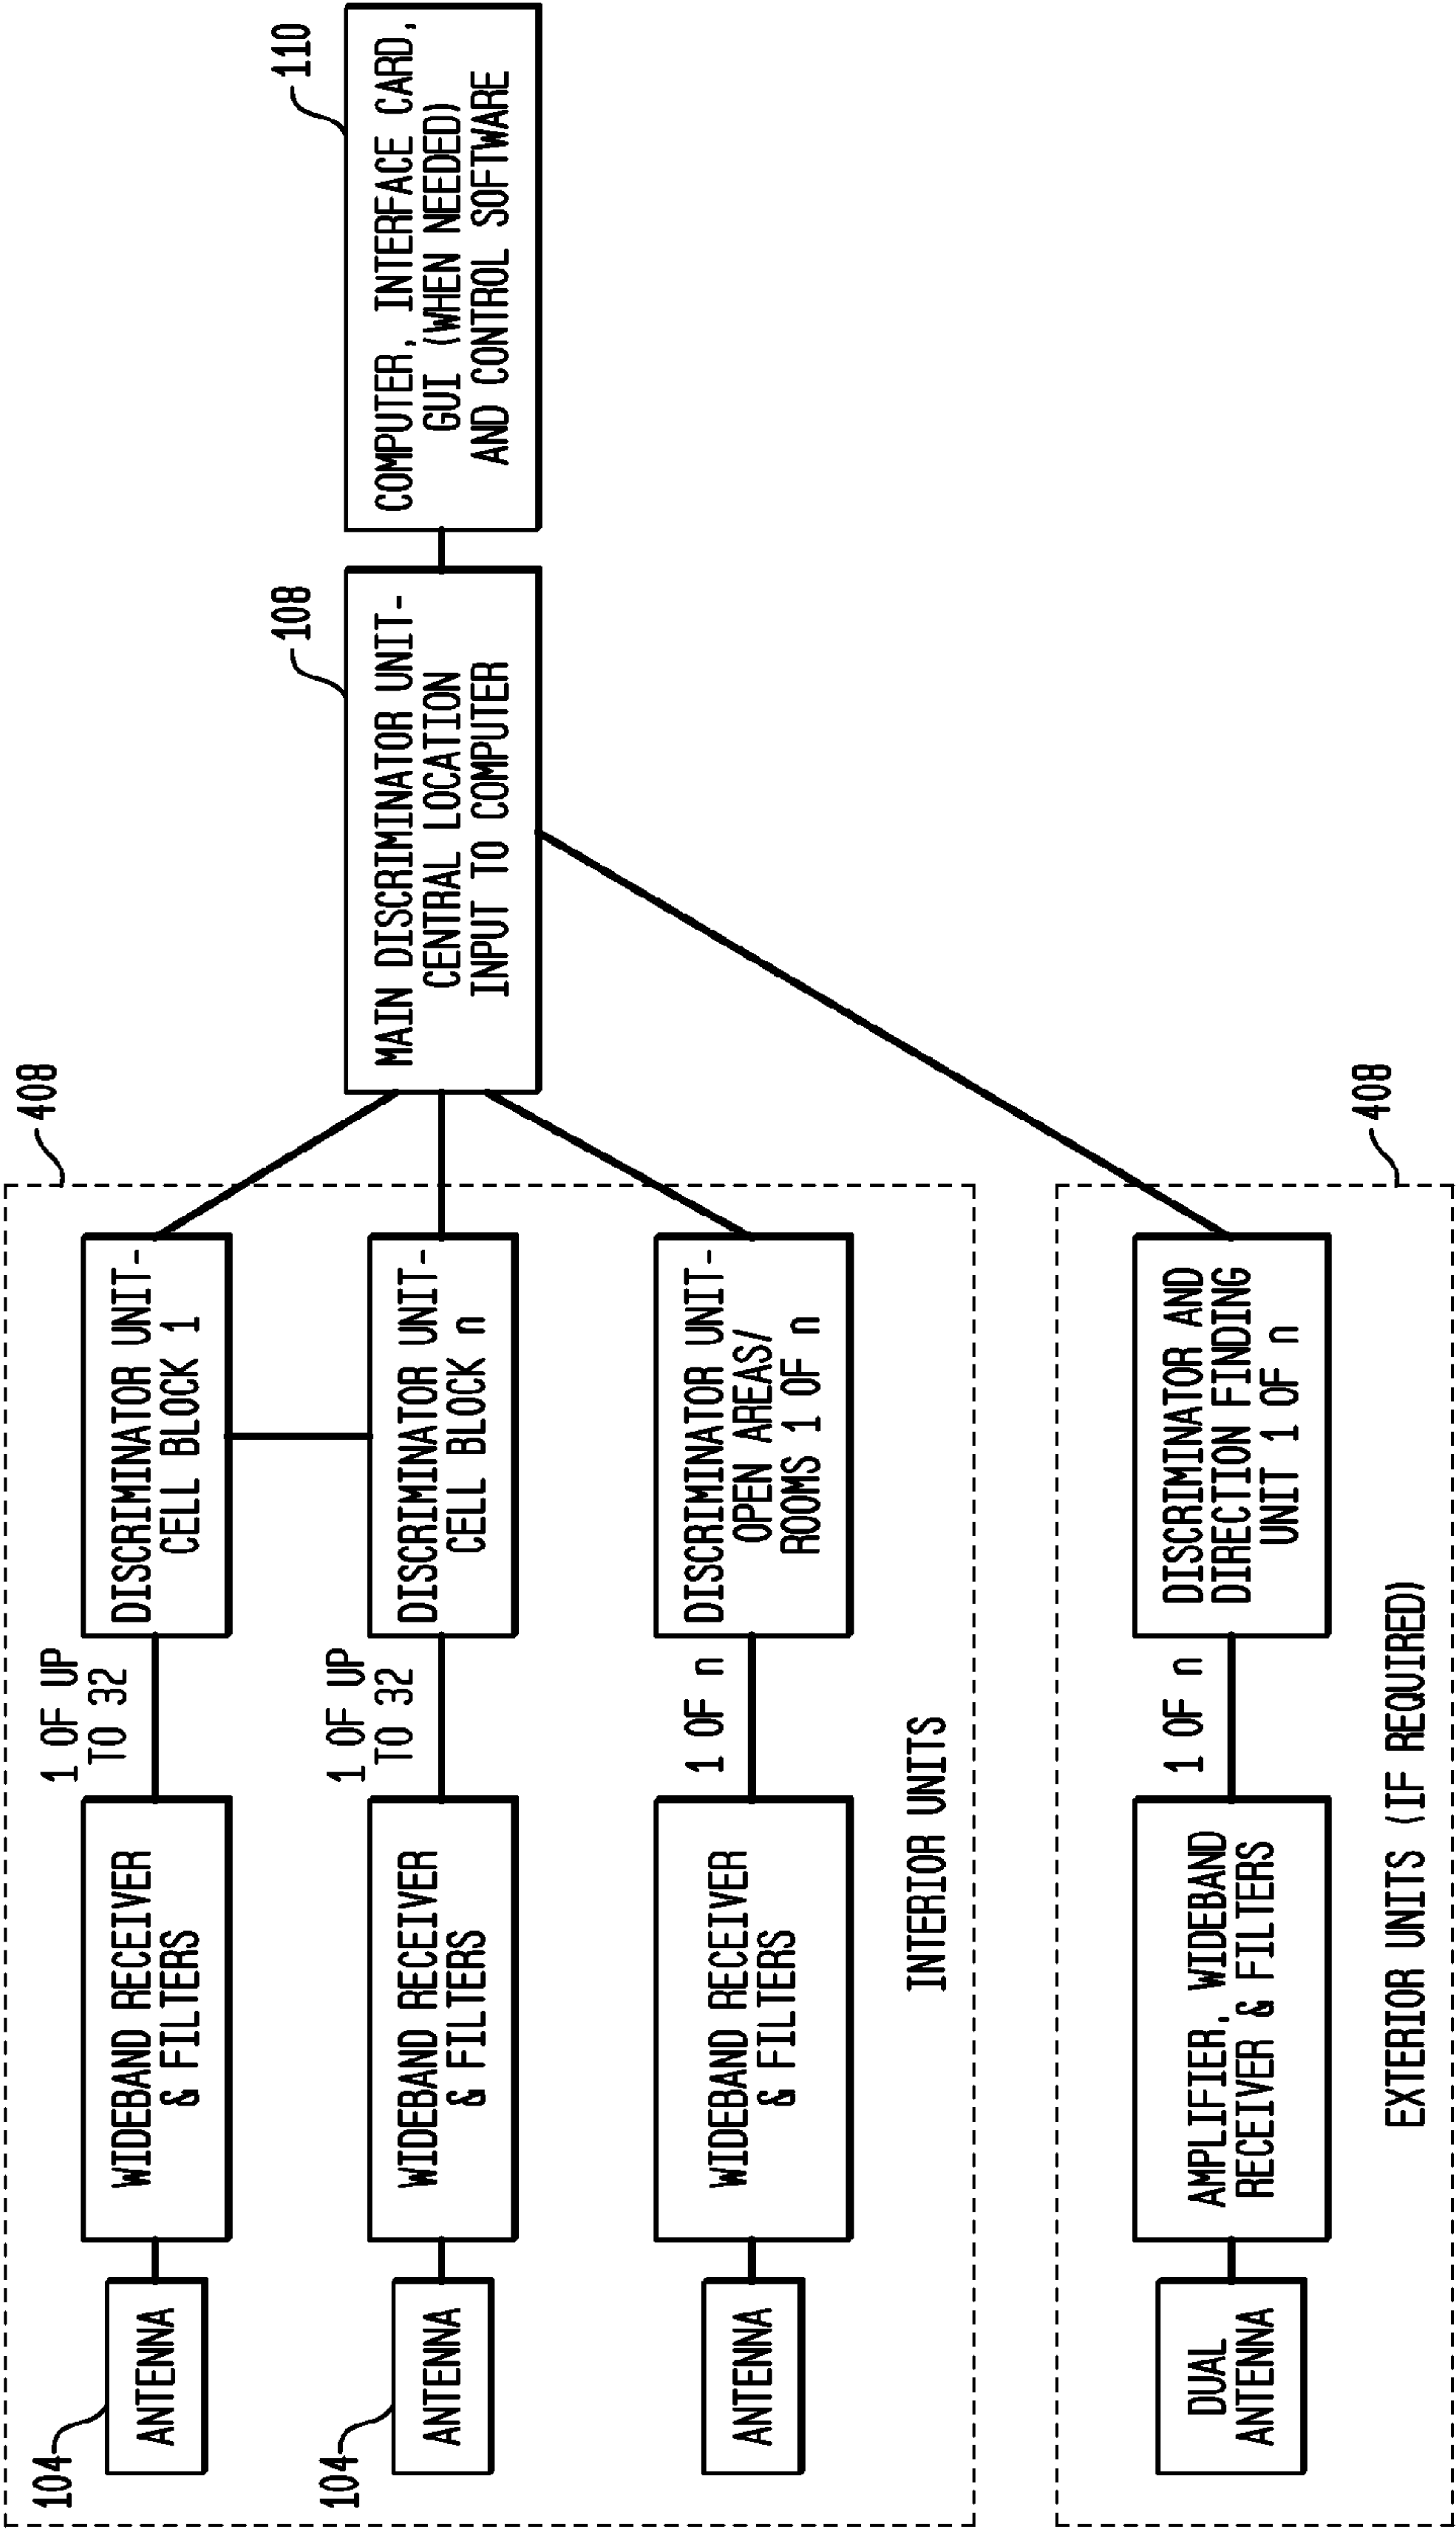 408
104
ANTENNA
WIDEBAND RECEIVER
& FILTERS
1 OF UP
TO 32
DISCRIMINATOR UNIT-
CELL BLOCK 1
104
ANTENNA
WIDEBAND RECEIVER
& FILTERS
1 OF UP
TO 32
DISCRIMINATOR UNIT-
CELL BLOCK n
108
MAIN DISCRIMINATOR UNIT-
CENTRAL LOCATION
INPUT TO COMPUTER
110
COMPUTER, INTERFACE CARD,
GUI (WHEN NEEDED)
AND CONTROL SOFTWARE
ANTENNA
WIDEBAND RECEIVER
& FILTERS
1 OF n
DISCRIMINATOR UNIT-
OPEN AREAS/
ROOMS 1 OF n
INTERIOR UNITS
DUAL
ANTENNA
AMPLIFIER, WIDEBAND
RECEIVER & FILTERS
1 OF n
DISCRIMINATOR AND
DIRECTION FINDING
UNIT 1 OF n
408
EXTERIOR UNITS (IF REQUIRED)